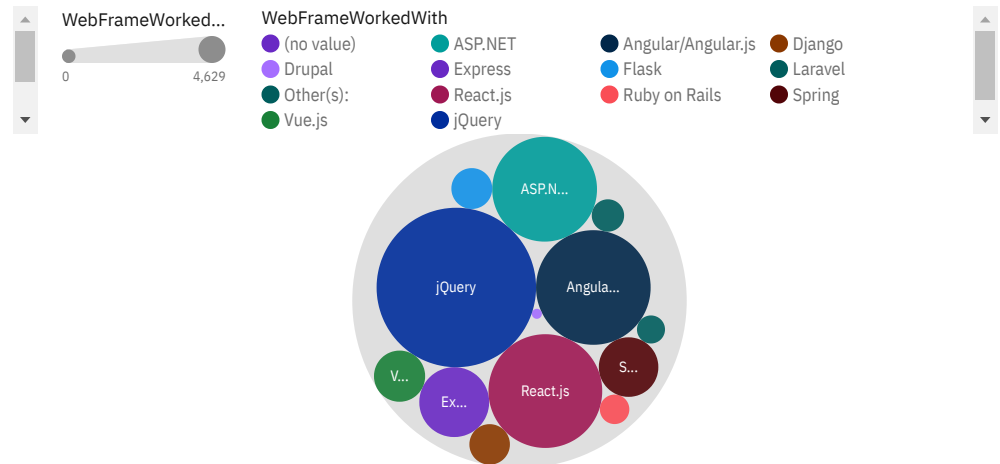 WebFrameWorked...
0 4,629
WebFrameWorkedWith
(no value) ASP.NET Angular/Angular.js Django
Drupal Express Flask Laravel
Other(s): React.js Ruby on Rails Spring
Vue.js jQuery
ASP.N...
jQuery Angula...
V... Ex... React.js S...